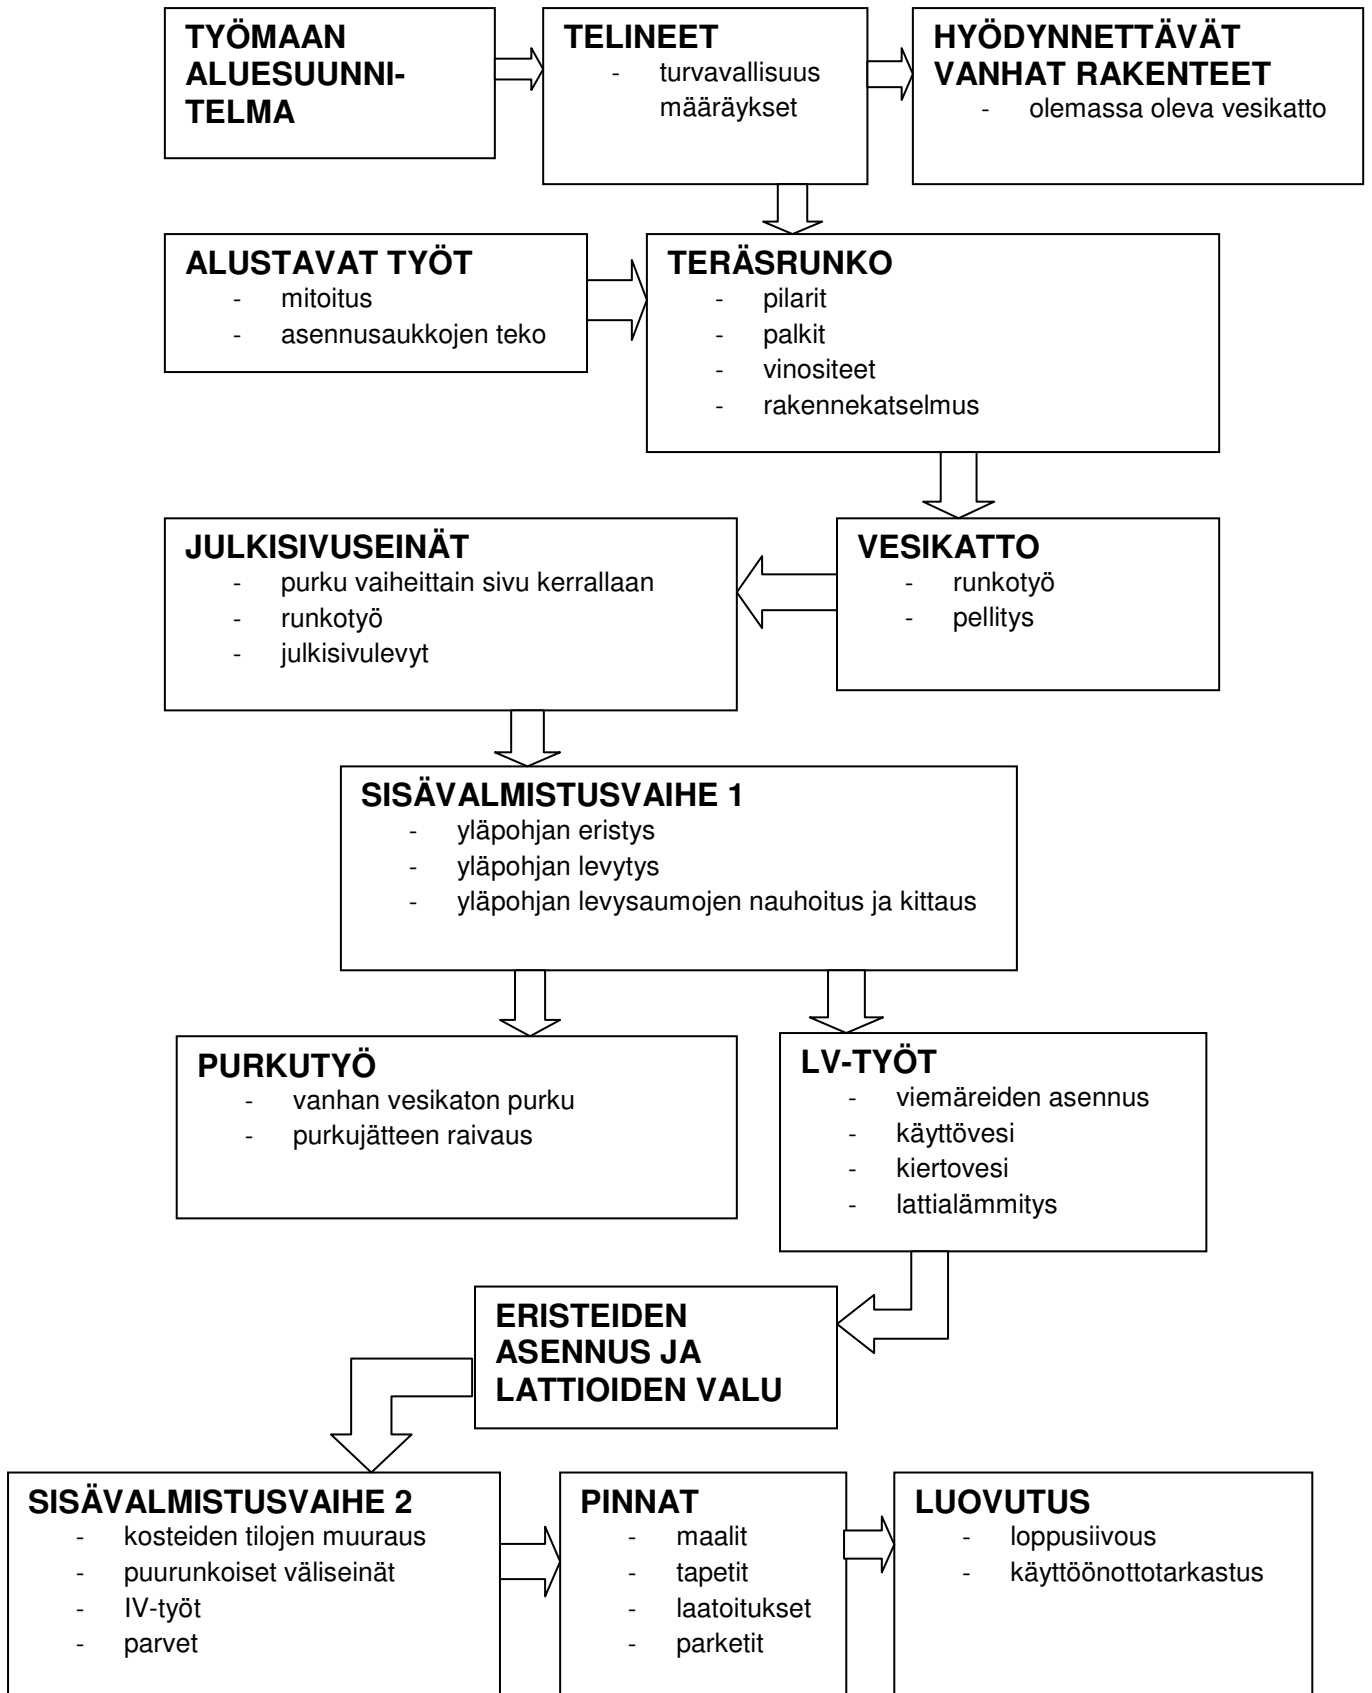 TYÖMAAN
ALUESUUNNI-
TELMA
TELINEET
- turvavallisuus
määräykset
HYÖDYNNETTÄVÄT
VANHAT RAKENTEET
- olemassa oleva vesikatto
ALUSTAVAT TYÖT
- mitoitus
- asennusaukkojen teko
TERÄSRUNKO
- pilarit
- palkit
- vinositeet
- rakennekatselmus
JULKISIVUSEINÄT
- purku vaiheittain sivu kerrallaan
- runkotyö
- julkisivulevyt
VESIKATTO
- runkotyö
- pellitys
SISÄVALMISTUSVAIHE 1
- yläpohjan eristys
- yläpohjan levytys
- yläpohjan levysaumojen nauhoitus ja kittaus
PURKUTYÖ
- vanhan vesikaton purku
- purkujätteen raivaus
LV-TYÖT
- viemäreiden asennus
- käyttövesi
- kiertovesi
- lattialämmitys
ERISTEIDEN
ASENNUS JA
LATTIOIDEN VALU
SISÄVALMISTUSVAIHE 2
- kosteiden tilojen muuraus
- puurunkoiset väliseinät
- IV-työt
- parvet
PINNAT
- maalit
- tapetit
- laatoitukset
- parketit
LUOVUTUS
- loppusiivous
- käyttöönottotarkastus